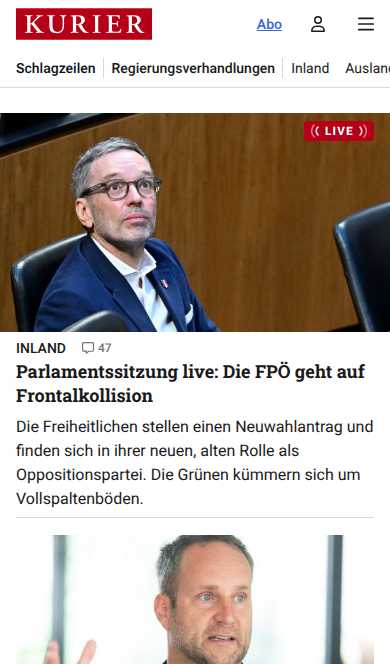 KURIER
Abo
Schlagzeilen
Regierungsverhandlungen
Inland
Auslan
LIVE
INLAND 47
Parlamentssitzung live: Die FPÖ geht auf
Frontalkollision
Die Freiheitlichen stellen einen Neuwahlantrag und
finden sich in ihrer neuen, alten Rolle als
Oppositionspartei. Die Grünen kümmern sich um
Vollspaltenböden.